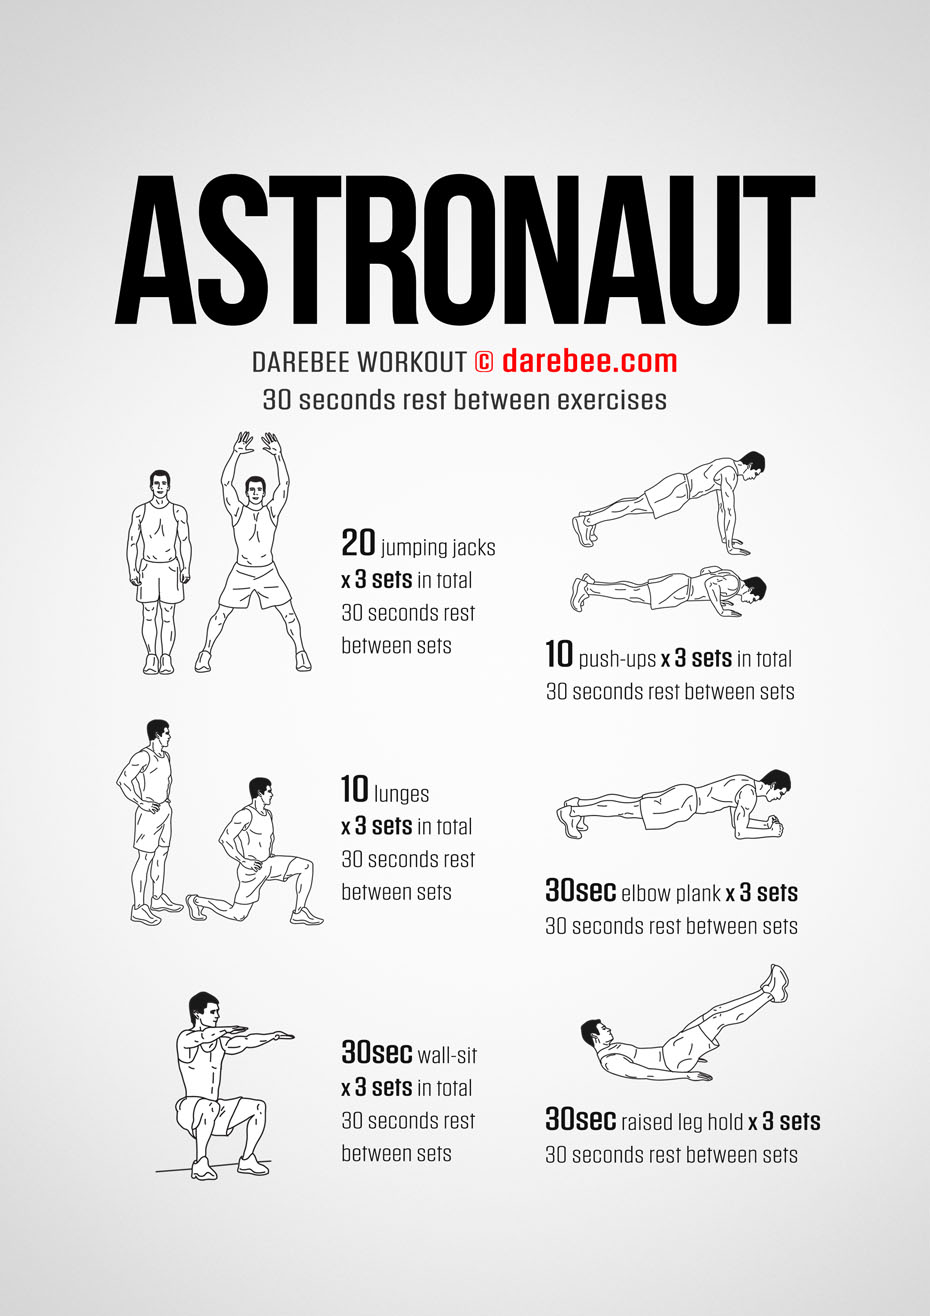 ASTRONAUT
DAREBEE WORKOUT © darebee.com
30 seconds rest between exercises
20 jumping jacks
x 3 sets in total
30 seconds rest
between sets
10 push-ups x 3 sets in total
30 seconds rest between sets
10 lunges
x 3 sets in total
30 seconds rest
between sets
30sec elbow plank x 3 sets
30 seconds rest between sets
30sec wall-sit
x 3 sets in total
30 seconds rest
between sets
30sec raised leg hold x 3 sets
30 seconds rest between sets